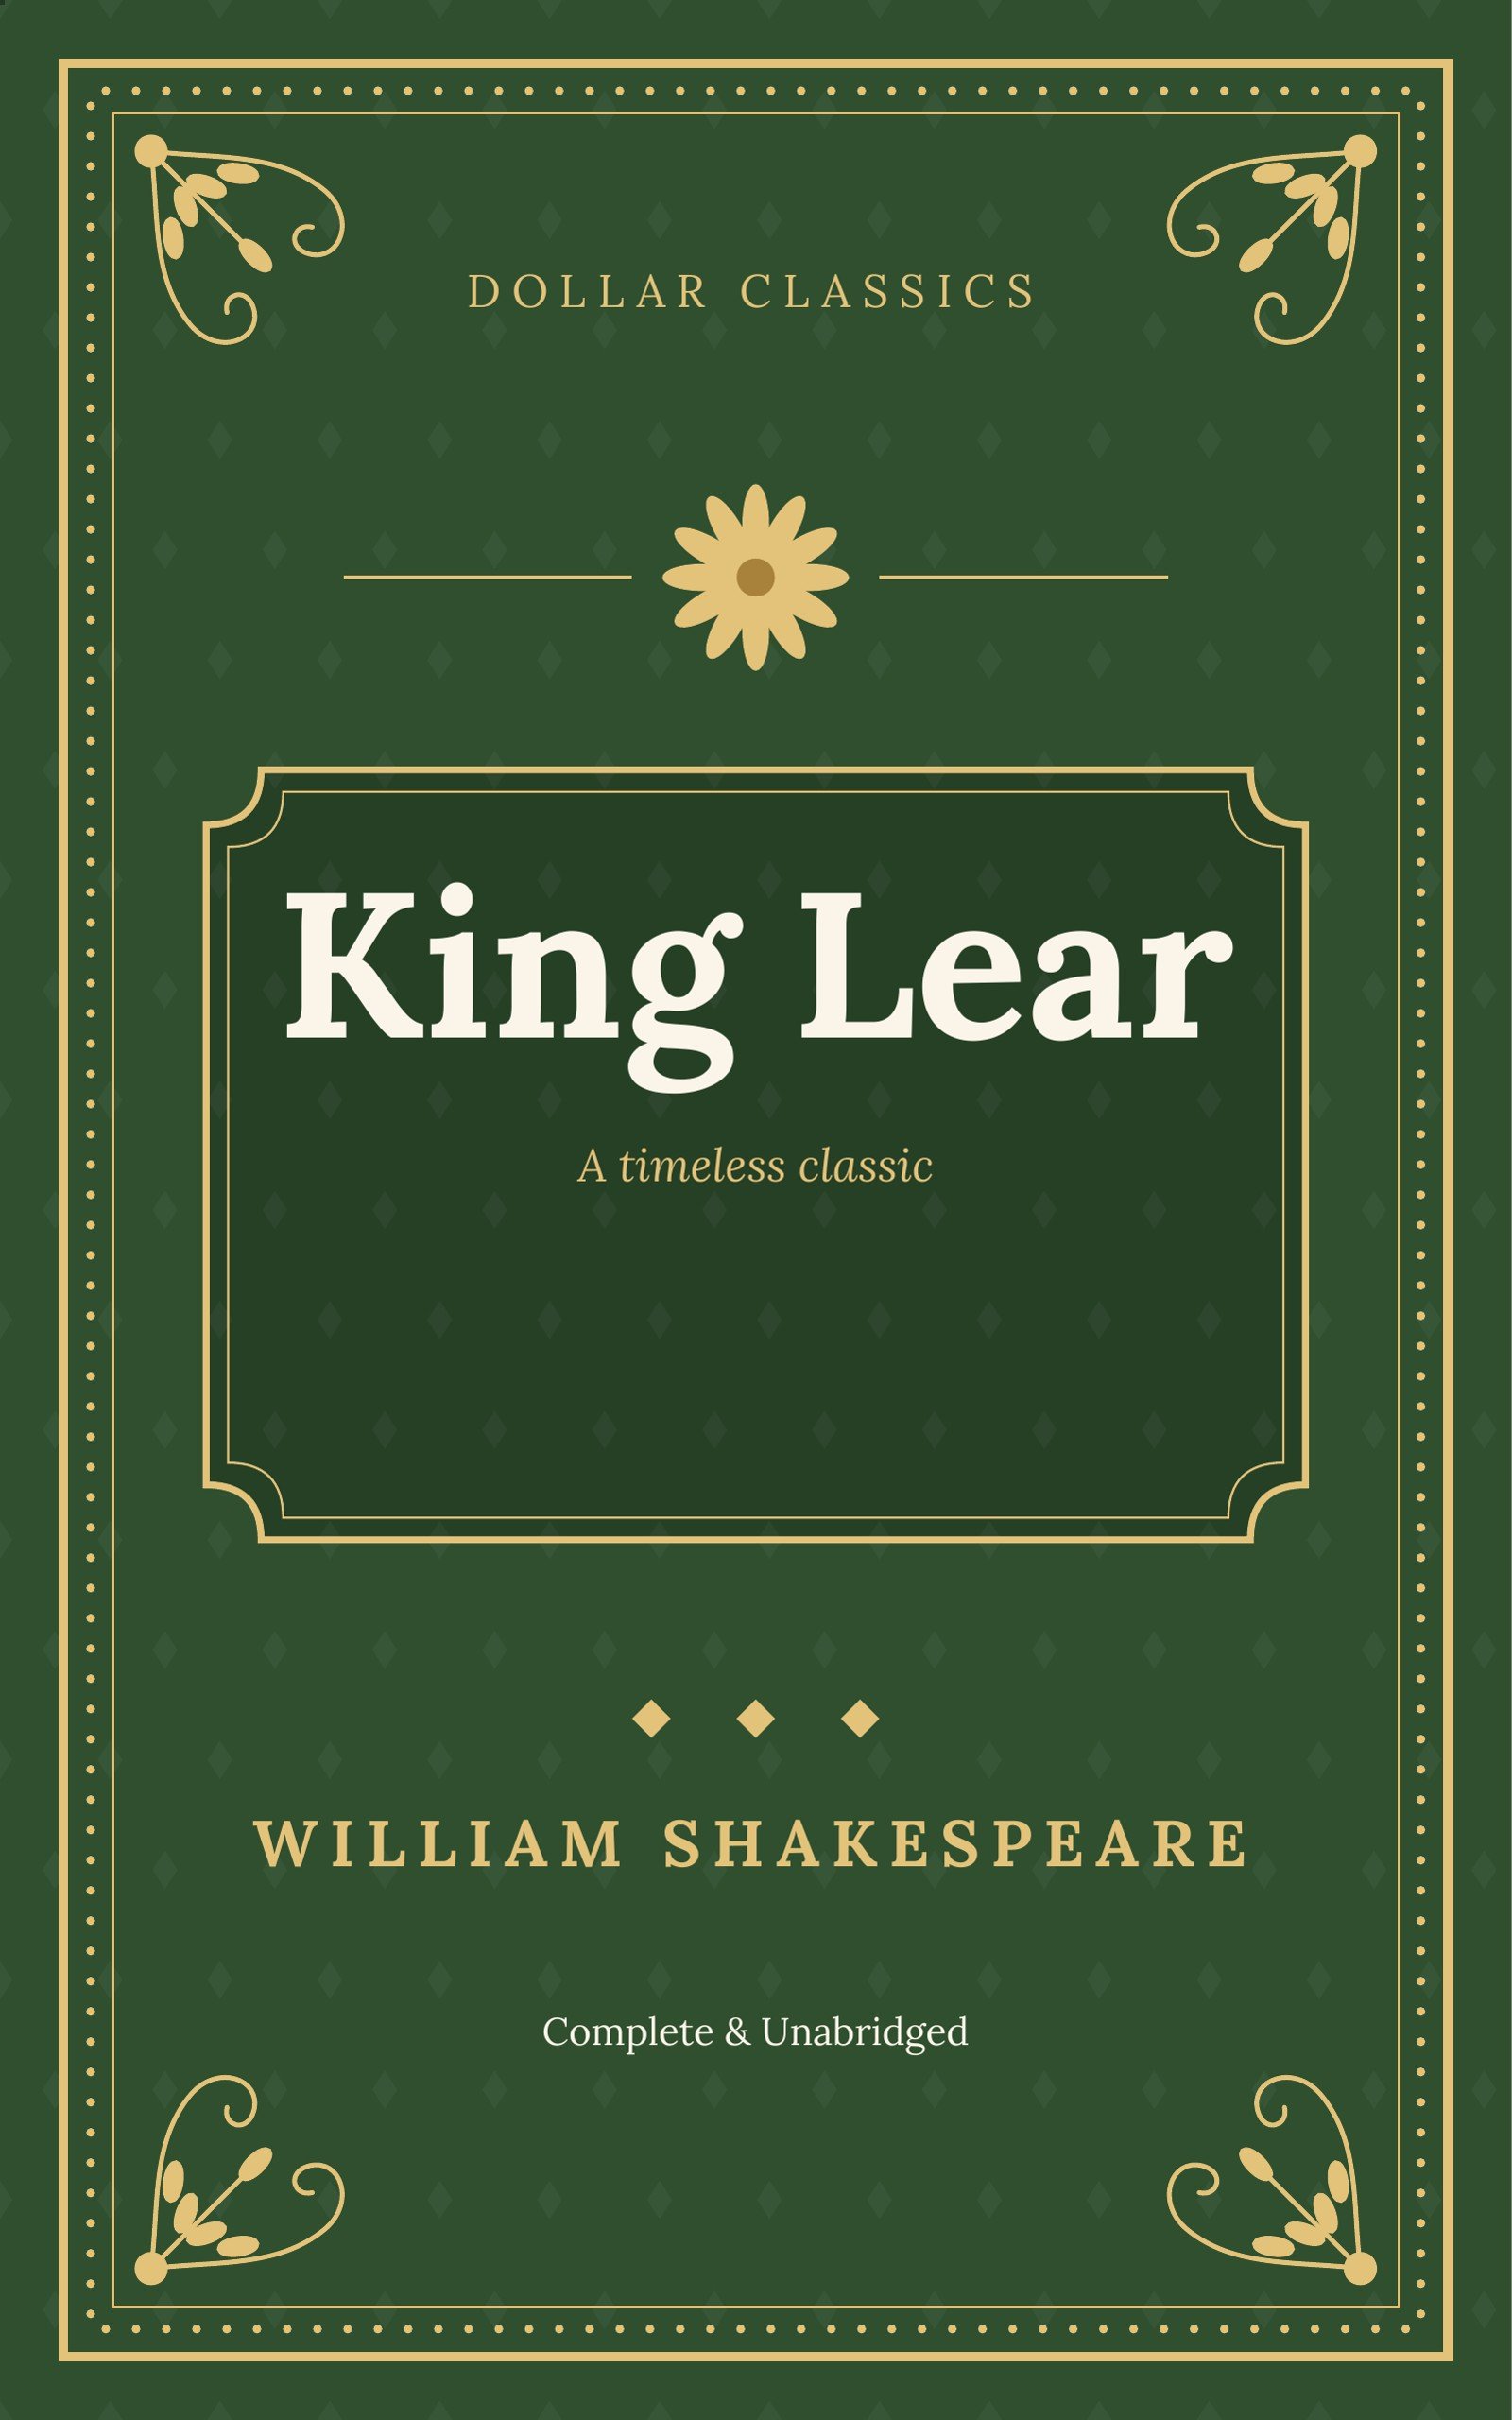 DOLLAR CLASSICS
King Lear
A timeless classic
WILLIAM SHAKESPEARE
Complete & Unabridged